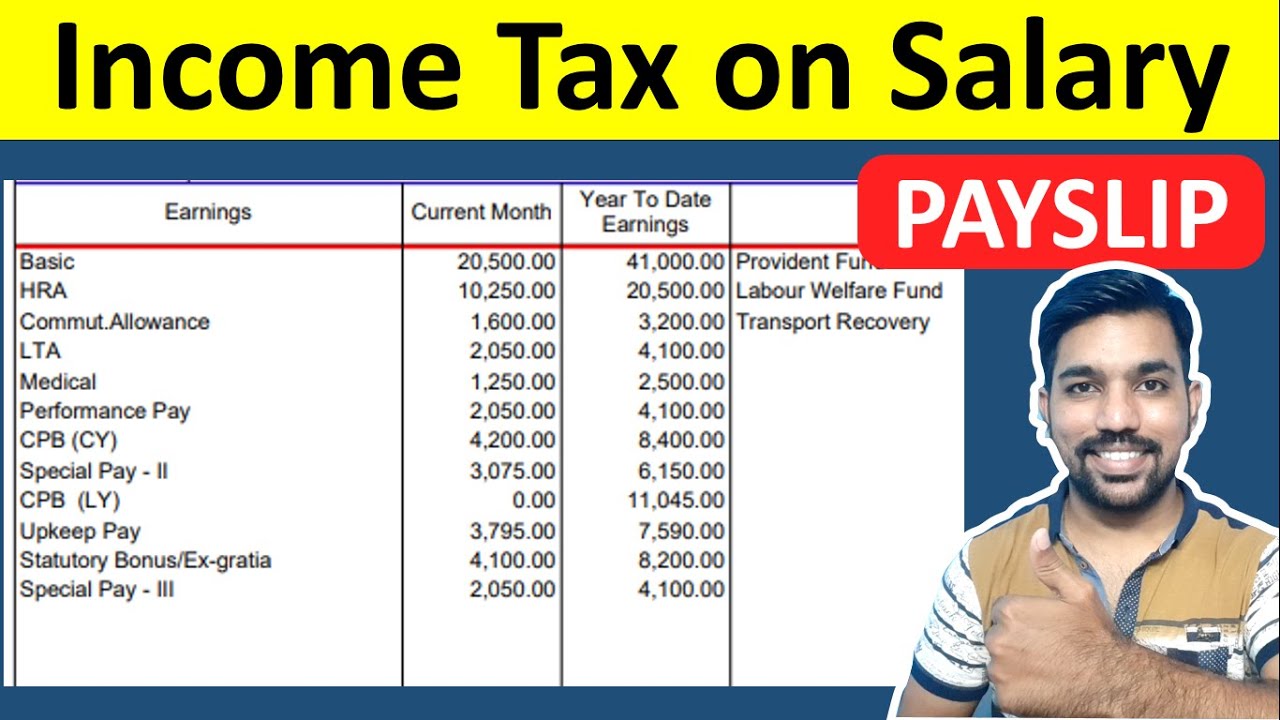 Income Tax on Salary
PAYSLIP
Earnings Current Month Year To Date Earnings
Basic 20,500.00 41,000.00 Provident
HRA 10,250.00 20,500.00 Labour Welfare Fund
Commut.Allowance 1,600.00 3,200.00 Transport Recovery
LTA 2,050.00 4,100.00
Medical 1,250.00 2,500.00
Performance Pay 2,050.00 4,100.00
CPB (CY) 4,200.00 8,400.00
Special Pay - II 3,075.00 6,150.00
CPB (LY) 0.00 11,045.00
Upkeep Pay 3,795.00 7,590.00
Statutory Bonus/Ex-gratia 4,100.00 8,200.00
Special Pay - III 2,050.00 4,100.00